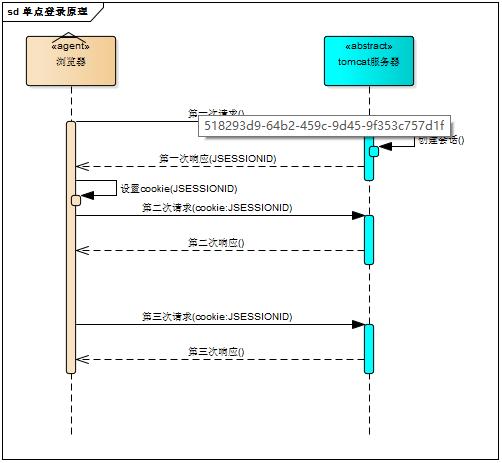 sd 单点登录原理
«agent»
浏览器
«abstract»
tomcat服务器
第一次请求()
518293d9-64b2-459c-9d45-9f353c757d1f
创建会话()
第一次响应(JSESSIONID)
设置cookie(JSESSIONID)
第二次请求(cookie:JSESSIONID)
第二次响应()
第三次请求(cookie:JSESSIONID)
第三次响应()